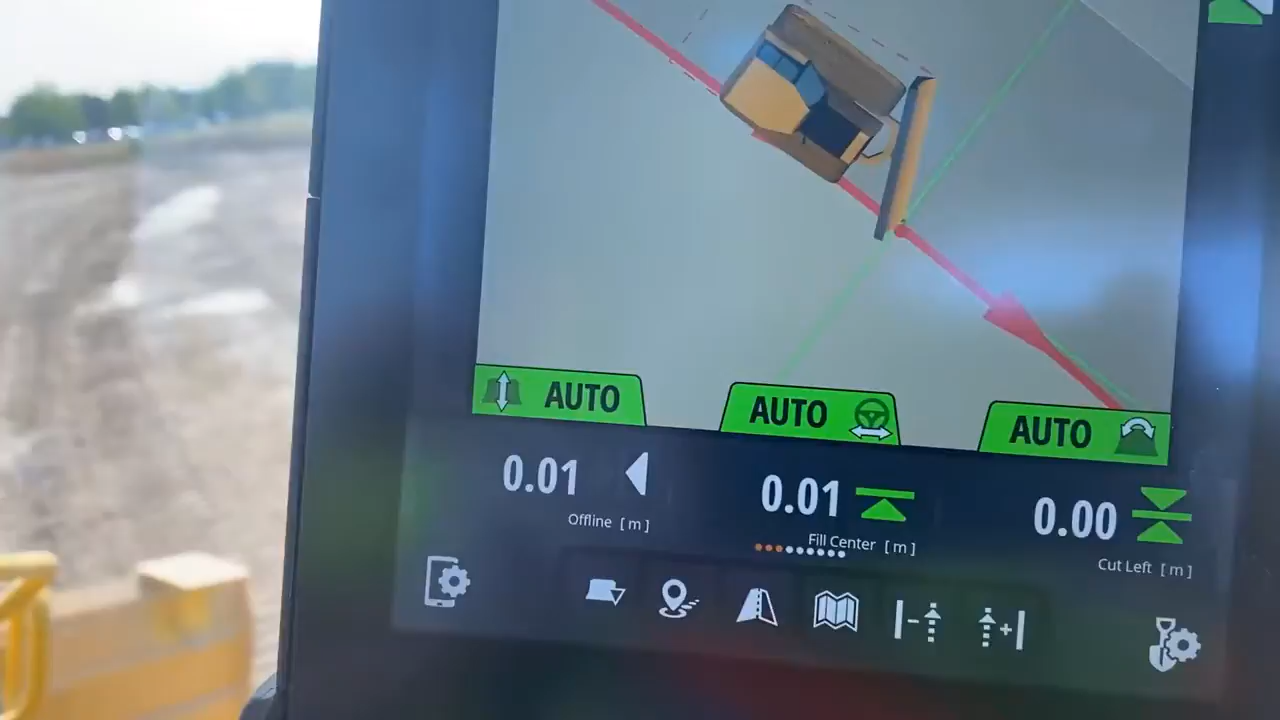 AUTO
AUTO
AUTO
0.01
Offline [m]
0.01
Fill Center [m]
0.00
Cut Left [m]